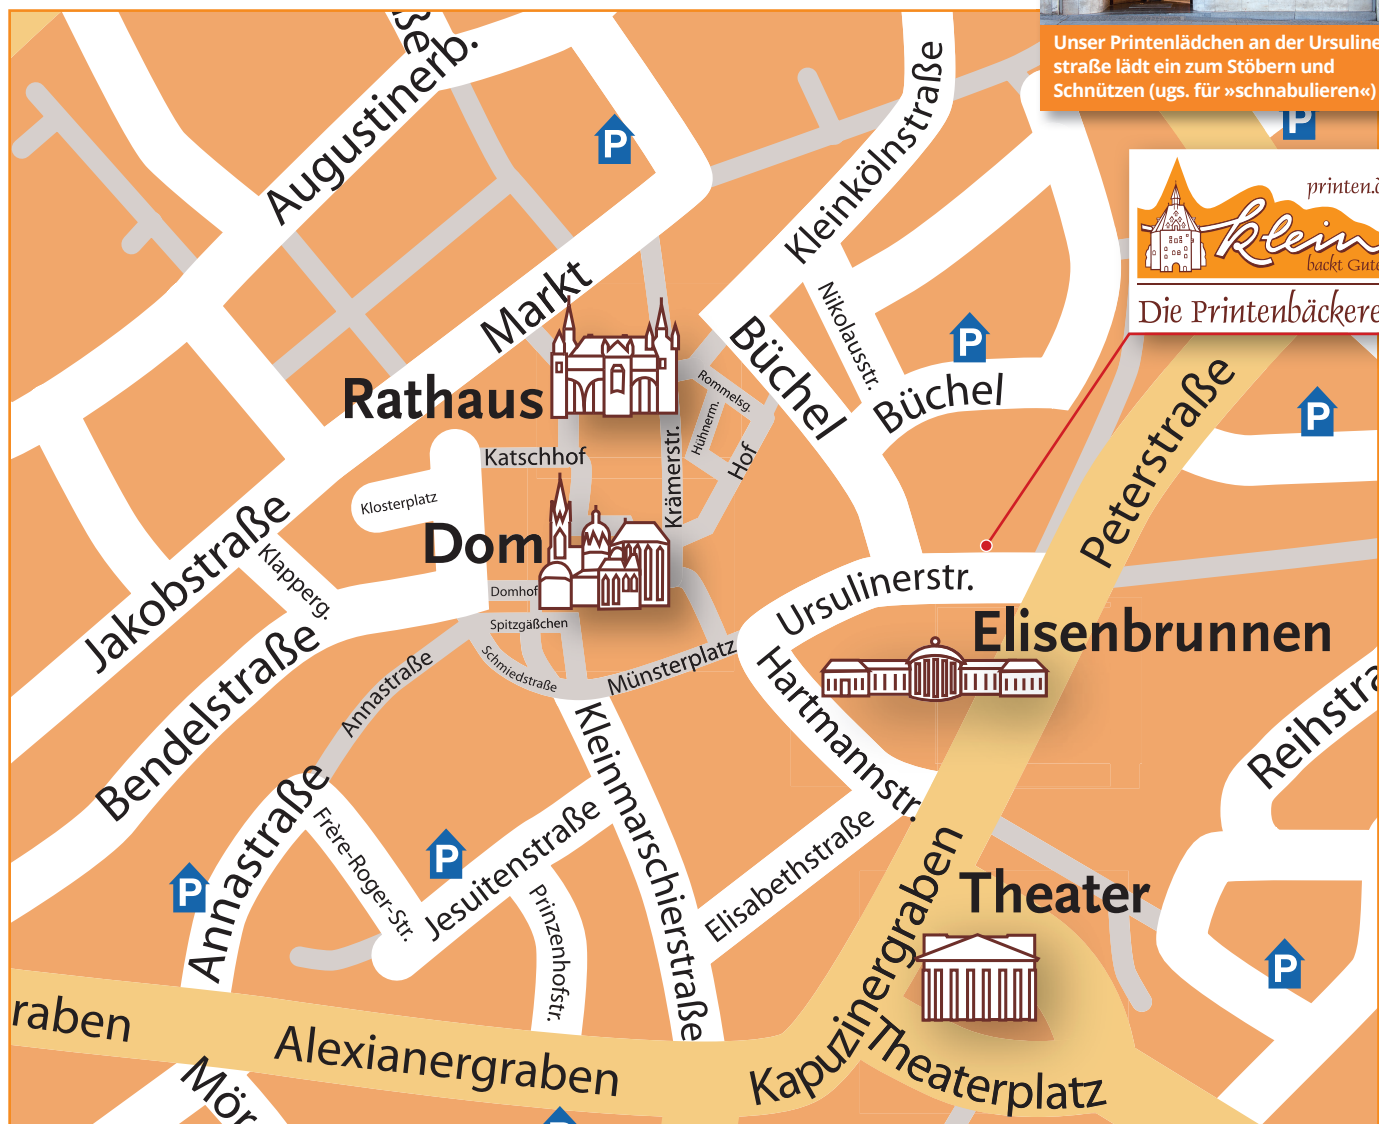 Unser Printenlädchen an der Ursuline
straße lädt ein zum Stöbern und
Schnützen (ugs. für »schnabulieren«)
ße
Augustinerb.
P
Kleinkölnstraße
P
printen.
klein
backt Gute
Die Printenbäckere
Markt
Nikolausstr.
Büchel
P
Büchel
Peterstraße
P
Rathaus
Rommelsg.
Hühnerm.
Hof
Krämerstr.
Katschhof
Klosterplatz
Dom
Jakobstraße
Klapperg.
Domhof
Spitzgäßchen
Schmiedstraße
Münsterplatz
Ursulinerstr.
Elisenbrunnen
Bendelstraße
Annastraße
Hartmannstr.
Reihstra
Kleinmarschierstraße
Annastraße
Frère-Roger-Str.
P
Jesuitenstraße
Elisabethstraße
P
Prinzenhofstr.
Theater
P
Kapuzinergraben
Theaterplatz
raben
Alexianergraben
Mör
P